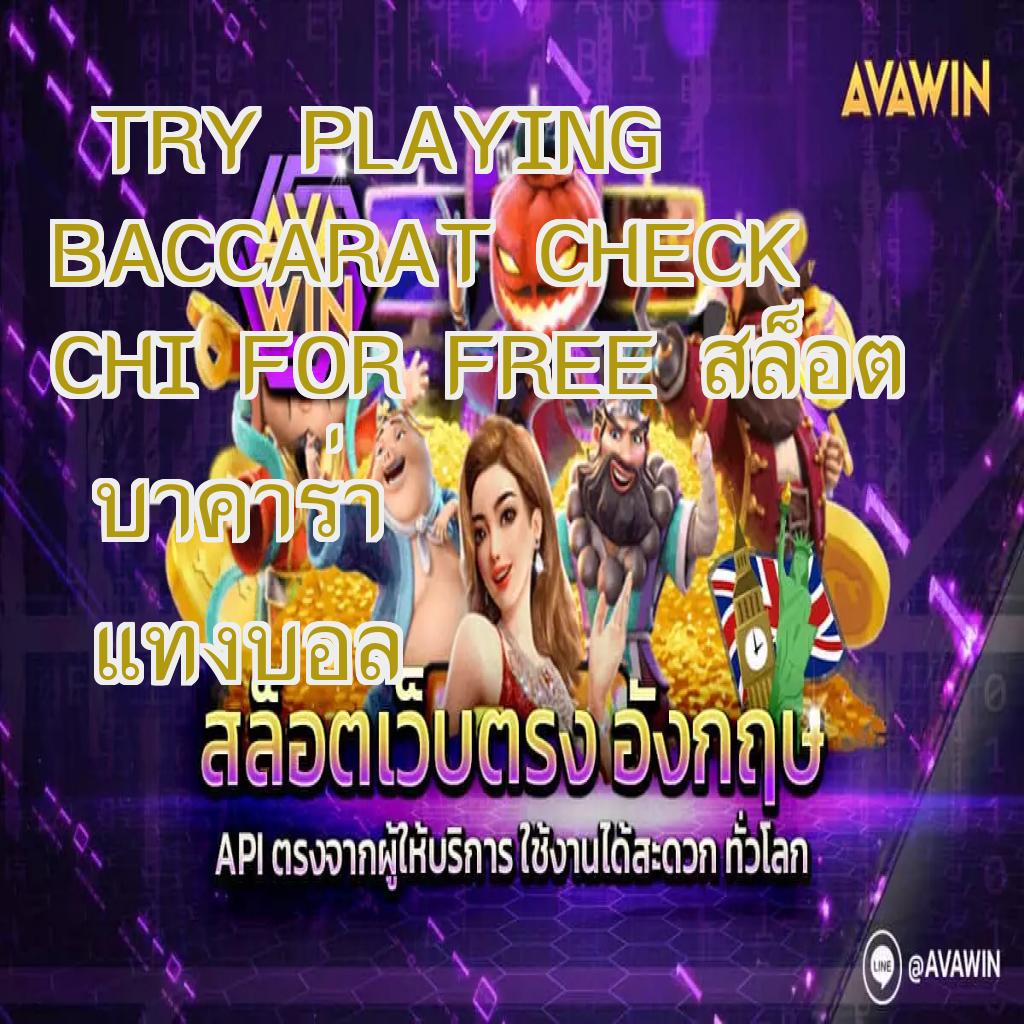 AVAWIN
TRY PLAYING
BACCARAT CHECK
CHI FOR FREE สล็อต
บาคาร่า
แทงบอล
AVA
WIN
สล็อตเว็บตรง อังกฤษ
API ตรงจากผู้ให้บริการ ใช้งานได้สะดวก ทั่วโลก
LINE @AVAWIN